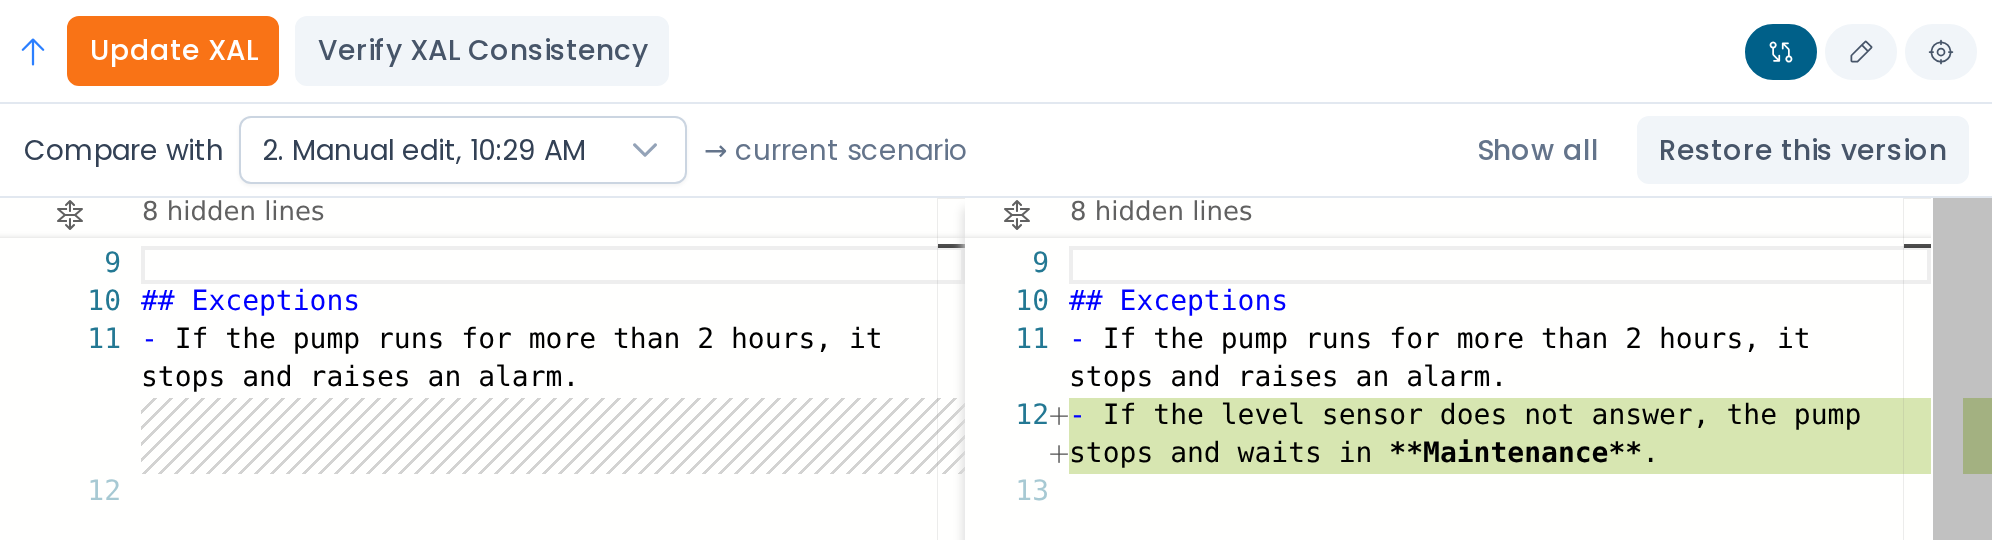 Update XAL
Verify XAL Consistency
Compare with
2. Manual edit, 10:29 AM
→ current scenario
Show all
Restore this version
8 hidden lines
9
10 ## Exceptions
11 - If the pump runs for more than 2 hours, it
stops and raises an alarm.
12
8 hidden lines
9
10 ## Exceptions
11 - If the pump runs for more than 2 hours, it
stops and raises an alarm.
12+- If the level sensor does not answer, the pump
+stops and waits in **Maintenance**.
13